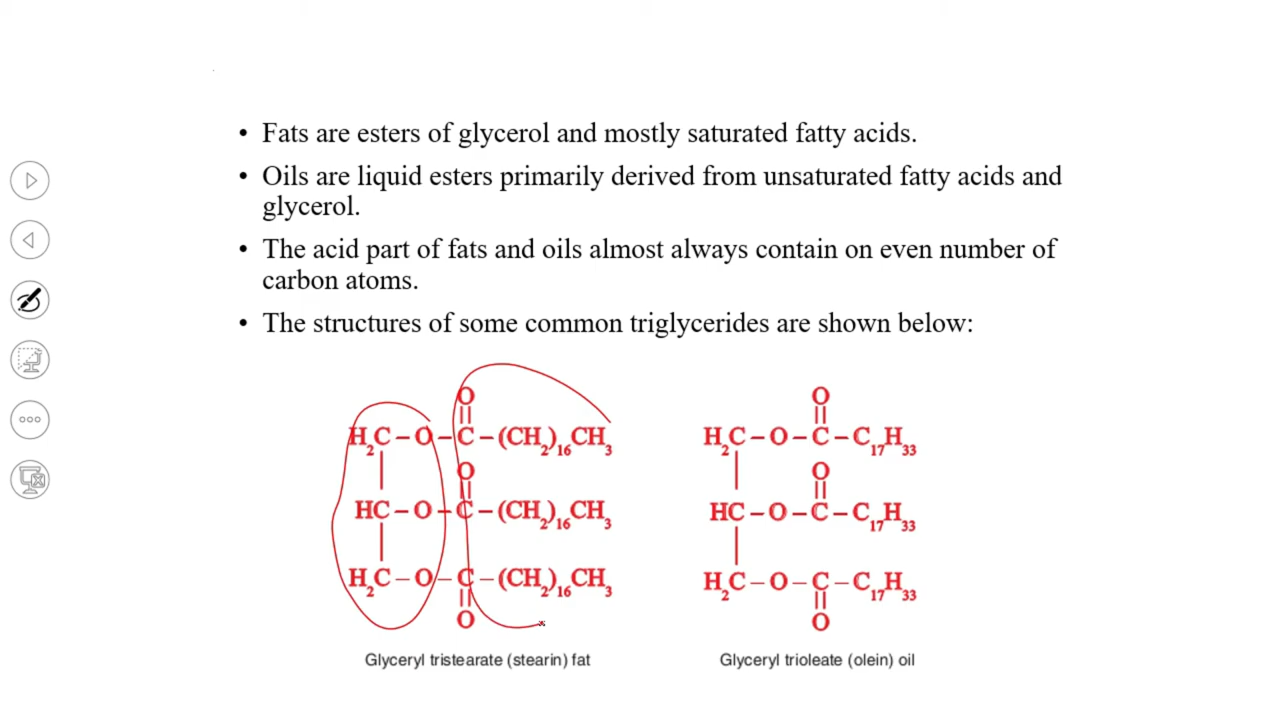 • Fats are esters of glycerol and mostly saturated fatty acids.
• Oils are liquid esters primarily derived from unsaturated fatty acids and
glycerol.
• The acid part of fats and oils almost always contain on even number of
carbon atoms.
• The structures of some common triglycerides are shown below:
O
||
H₂C – O – C – (CH₂)₁₆CH₃
|
O
||
HC – O – C – (CH₂)₁₆CH₃
|
H₂C – O – C – (CH₂)₁₆CH₃
||
O
Glyceryl tristearate (stearin) fat
O
||
H₂C – O – C – C₁₇H₃₃
|
O
||
HC – O – C – C₁₇H₃₃
|
H₂C – O – C – C₁₇H₃₃
||
O
Glyceryl trioleate (olein) oil